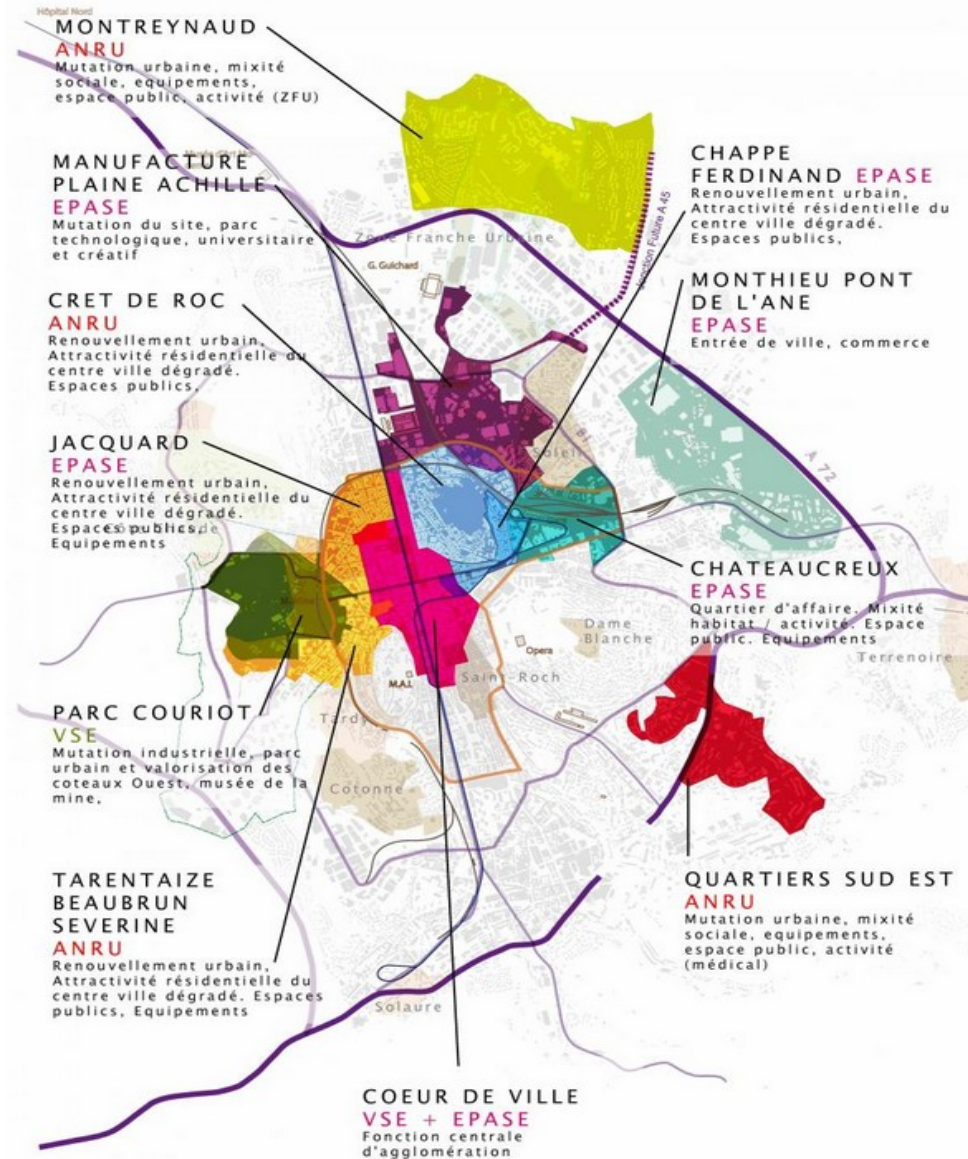 Hôpital Nord
MONTREYNAUD
ANRU
Mutation urbaine, mixité
sociale, equipements,
espace public, activité (ZFU)
MANUFACTURE
PLAINE ACHILLE
EPASE
Mutation du site, parc
technologique, universitaire
et créatif
CRET DE ROC
ANRU
Renouvellement urbain,
Attractivité résidentielle du
centre ville dégradé.
Espaces publics,
JACQUARD
EPASE
Renouvellement urbain,
Attractivité résidentielle du
centre ville dégradé.
Espaces publics,
Equipements
PARC COURIOT
VSE
Mutation industrielle, parc
urbain et valorisation des
coteaux Ouest, musée de la
mine,
TARENTAIZE
BEAUBRUN
SEVERINE
ANRU
Renouvellement urbain,
Attractivité résidentielle du
centre ville dégradé. Espaces
publics, Equipements
COEUR DE VILLE
VSE + EPASE
Fonction centrale
d'agglomération
CHAPPE
FERDINAND EPASE
Renouvellement urbain,
Attractivité résidentielle du
centre ville dégradé.
Espaces publics,
MONTHIEU PONT
DE L'ANE
EPASE
Entrée de ville, commerce
CHATEAUCREUX
EPASE
Quartier d'affaire. Mixité
habitat / activité. Espace
public. Equipements
QUARTIERS SUD EST
ANRU
Mutation urbaine, mixité
sociale, equipements,
espace public, activité
(médical)
Zone Franche Urbaine
G. Guichard
Jonction Future A 45
Soleil
A 72
Dame
Blanche
Opera
Terrenoire
Saint-Roch
M.A.I.
Tardy
Cotonne
Solaure